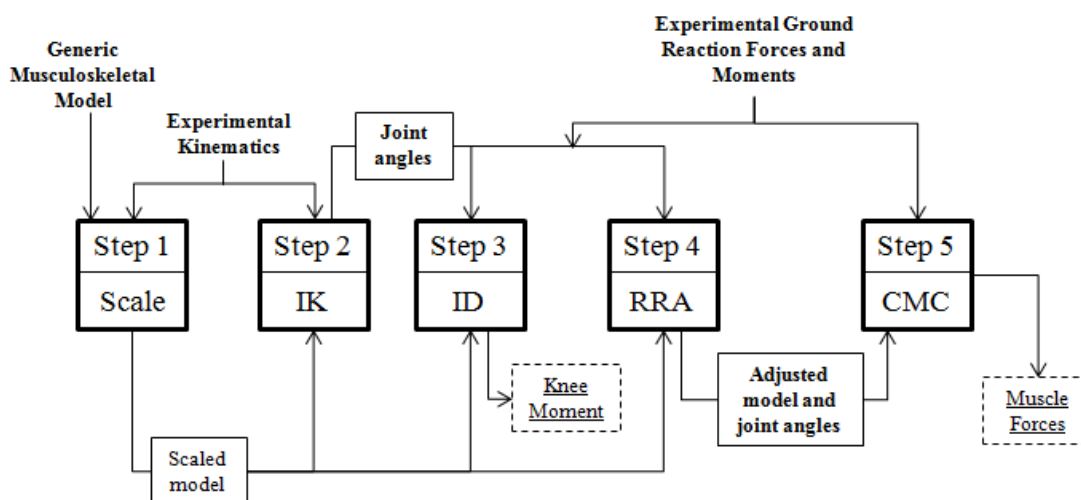 Experimental Ground
Reaction Forces and
Moments
Generic
Musculoskeletal
Model
Experimental
Kinematics
Joint
angles
Step 1
Scale
Step 2
IK
Step 3
ID
Step 4
RRA
Step 5
CMC
Knee
Moment
Adjusted
model and
joint angles
Muscle
Forces
Scaled
model